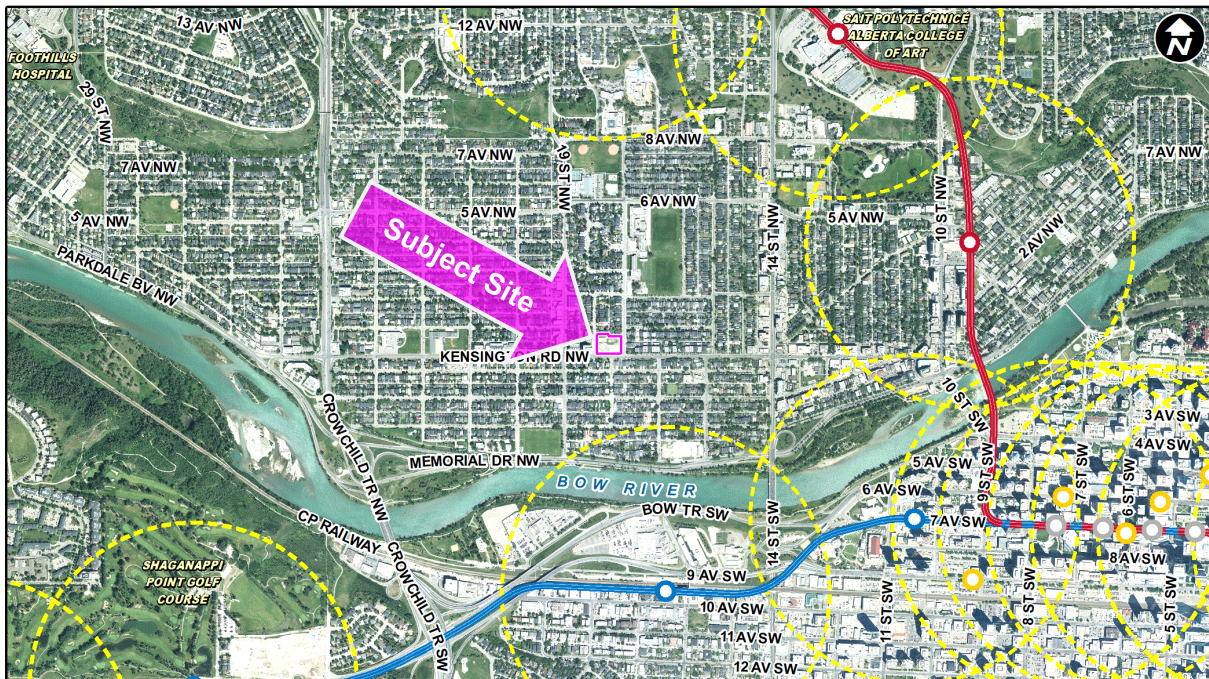 13 AV NW
12 AV NW
SAIT POLYTECHNICE
ALBERTA COLLEGE
OF ART
N
FOOTHILLS
HOSPITAL
29 ST NW
8 AV NW
7 AV NW
7 AV NW
19 ST NW
7 AV NW
5 AV NW
5 AV NW
6 AV NW
5 AV NW
14 ST NW
10 ST NW
2 AV NW
PARKDALE BV NW
Subject Site
KENSINGTON RD NW
CROWCHILD TR NW
10 ST SW
3 AV SW
4 AV SW
MEMORIAL DR NW
5 AV SW
9 ST SW
7 ST SW
6 ST SW
BOW RIVER
6 AV SW
BOW TR SW
7 AV SW
14 ST SW
CP RAILWAY
8 AV SW
SHAGANAPPI
POINT GOLF
COURSE
CROWCHILD TR SW
9 AV SW
10 AV SW
11 ST SW
8 ST SW
5 ST SW
11 AV SW
12 AV SW